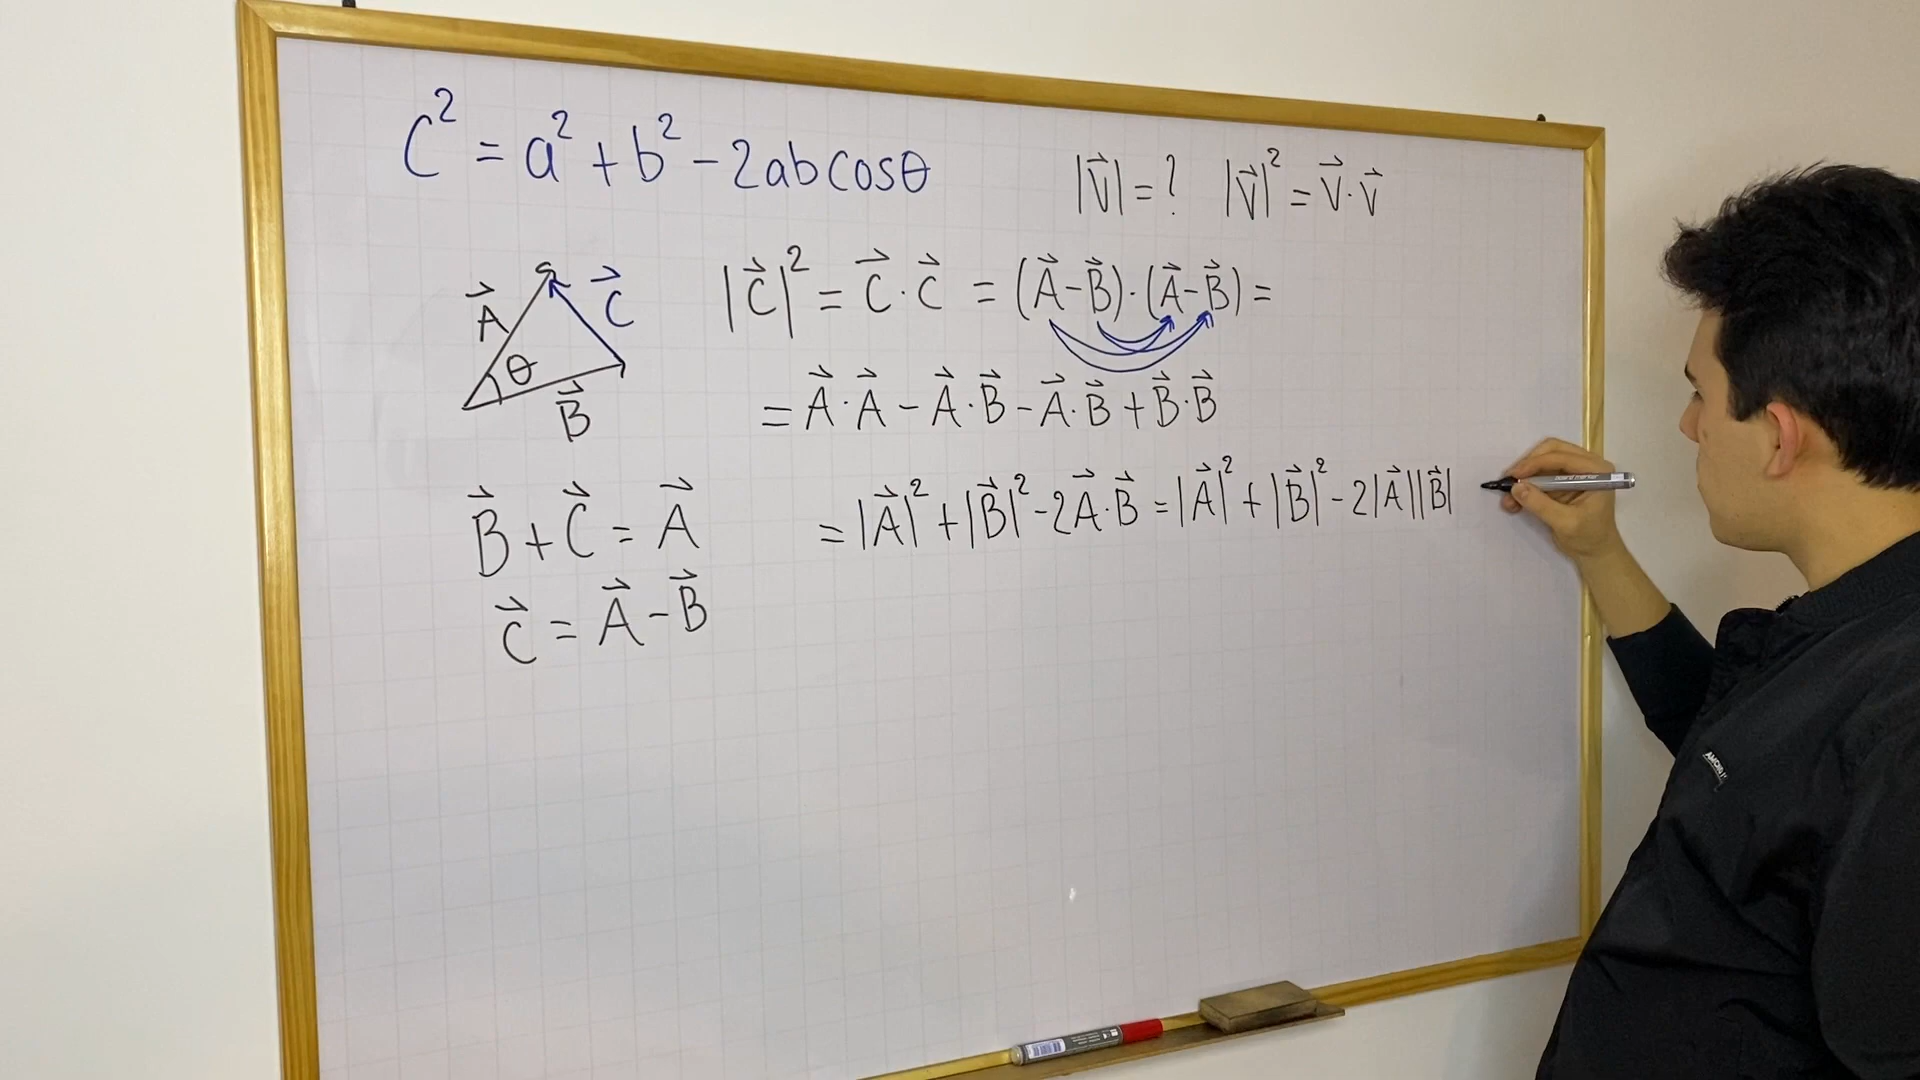 C² = a² + b² - 2ab cosθ
|V⃗| = ? |V⃗|² = V⃗·V⃗
A⃗
C⃗
θ
B⃗
|C⃗|² = C⃗·C⃗ = (A⃗-B⃗)·(A⃗-B⃗) =
= A⃗·A⃗ - A⃗·B⃗ - A⃗·B⃗ + B⃗·B⃗
= |A⃗|² + |B⃗|² - 2A⃗·B⃗ = |A⃗|² + |B⃗|² - 2|A⃗||B⃗|
B⃗ + C⃗ = A⃗
C⃗ = A⃗ - B⃗